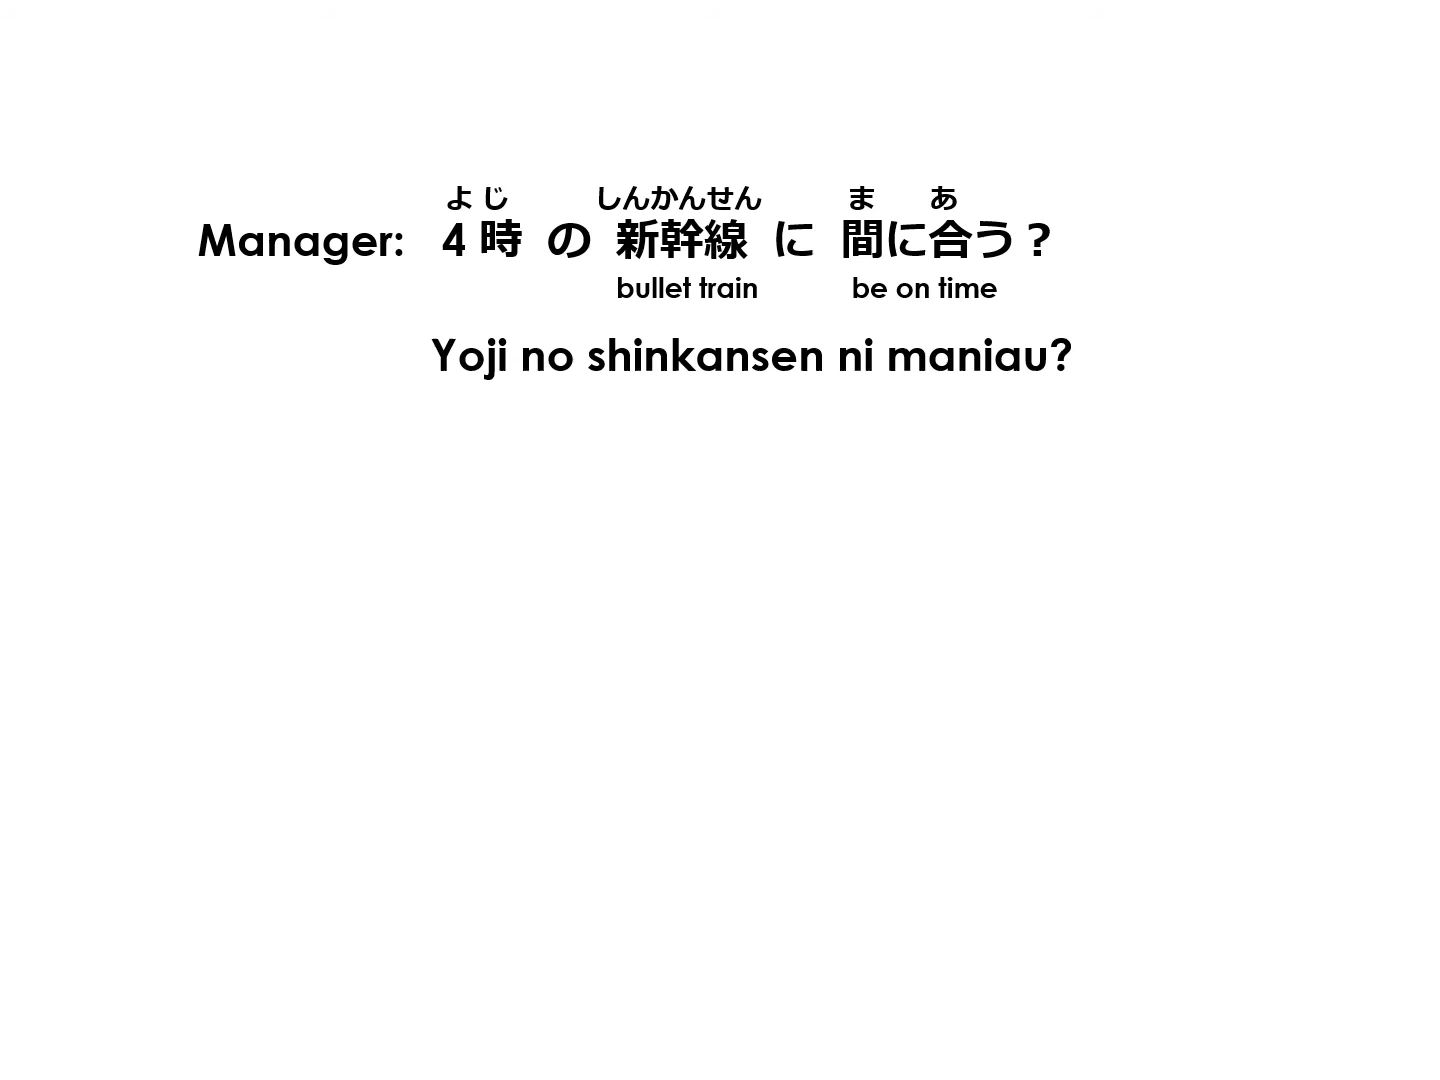 よじ しんかんせん ま あ
Manager: 4時 の 新幹線 に 間に合う？
bullet train be on time
Yoji no shinkansen ni maniau?